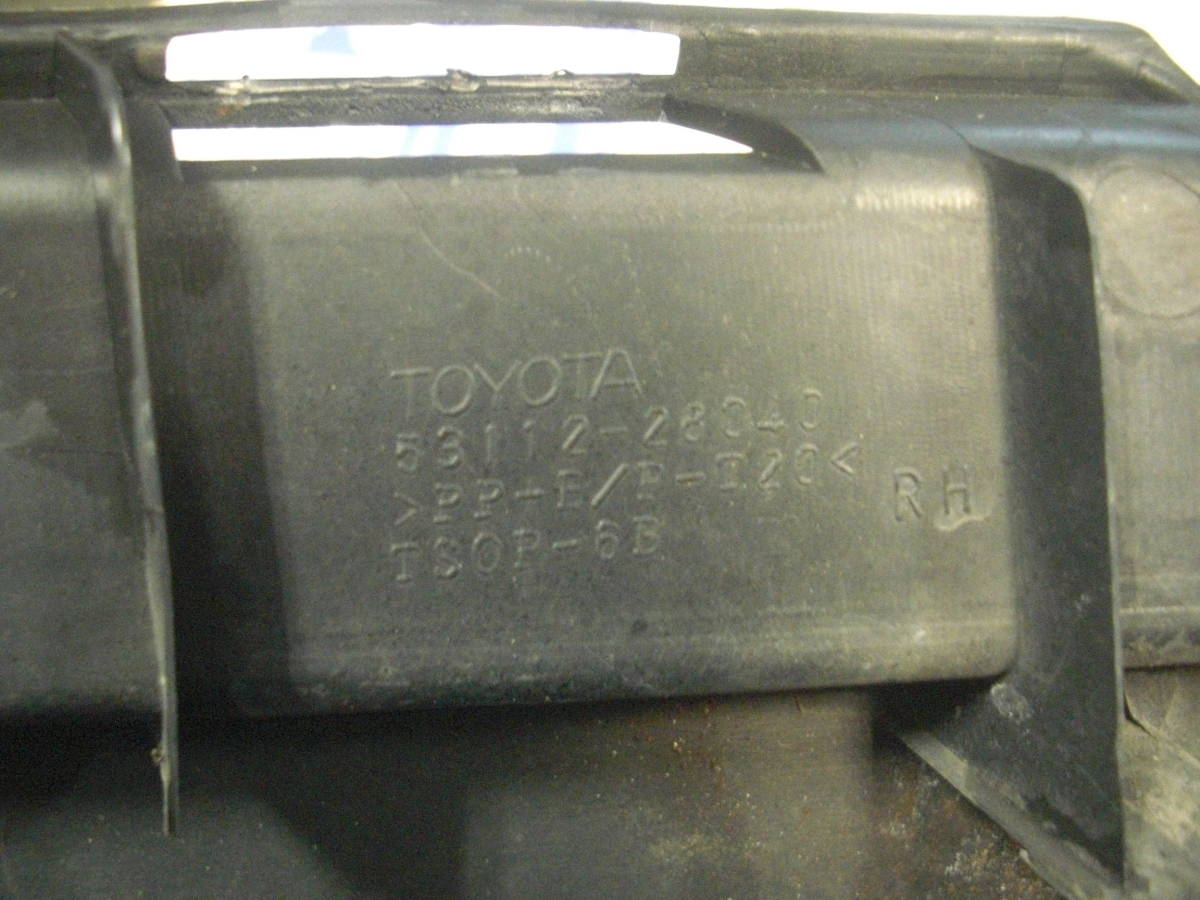 TOYOTA
53112-28040
>PP-E/P-T20<
TSOP-6B
RH